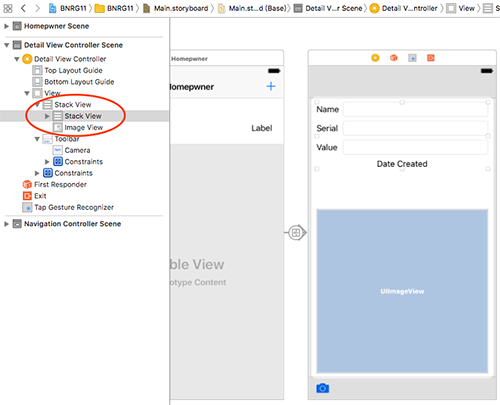 BNRG11 Main.storyboard Main.st...d (Base) Detail V...r Scene Detail V...ntroller View S
Homepwner Scene
Detail View Controller Scene
Detail View Controller
Top Layout Guide
Bottom Layout Guide
View
Stack View
Stack View
Image View
Toolbar
Camera
Constraints
Constraints
First Responder
Exit
Tap Gesture Recognizer
Navigation Controller Scene
Homepwner
Homepwner +
Label
ble View
otype Content
Name
Serial
Value
Date Created
UIImageView